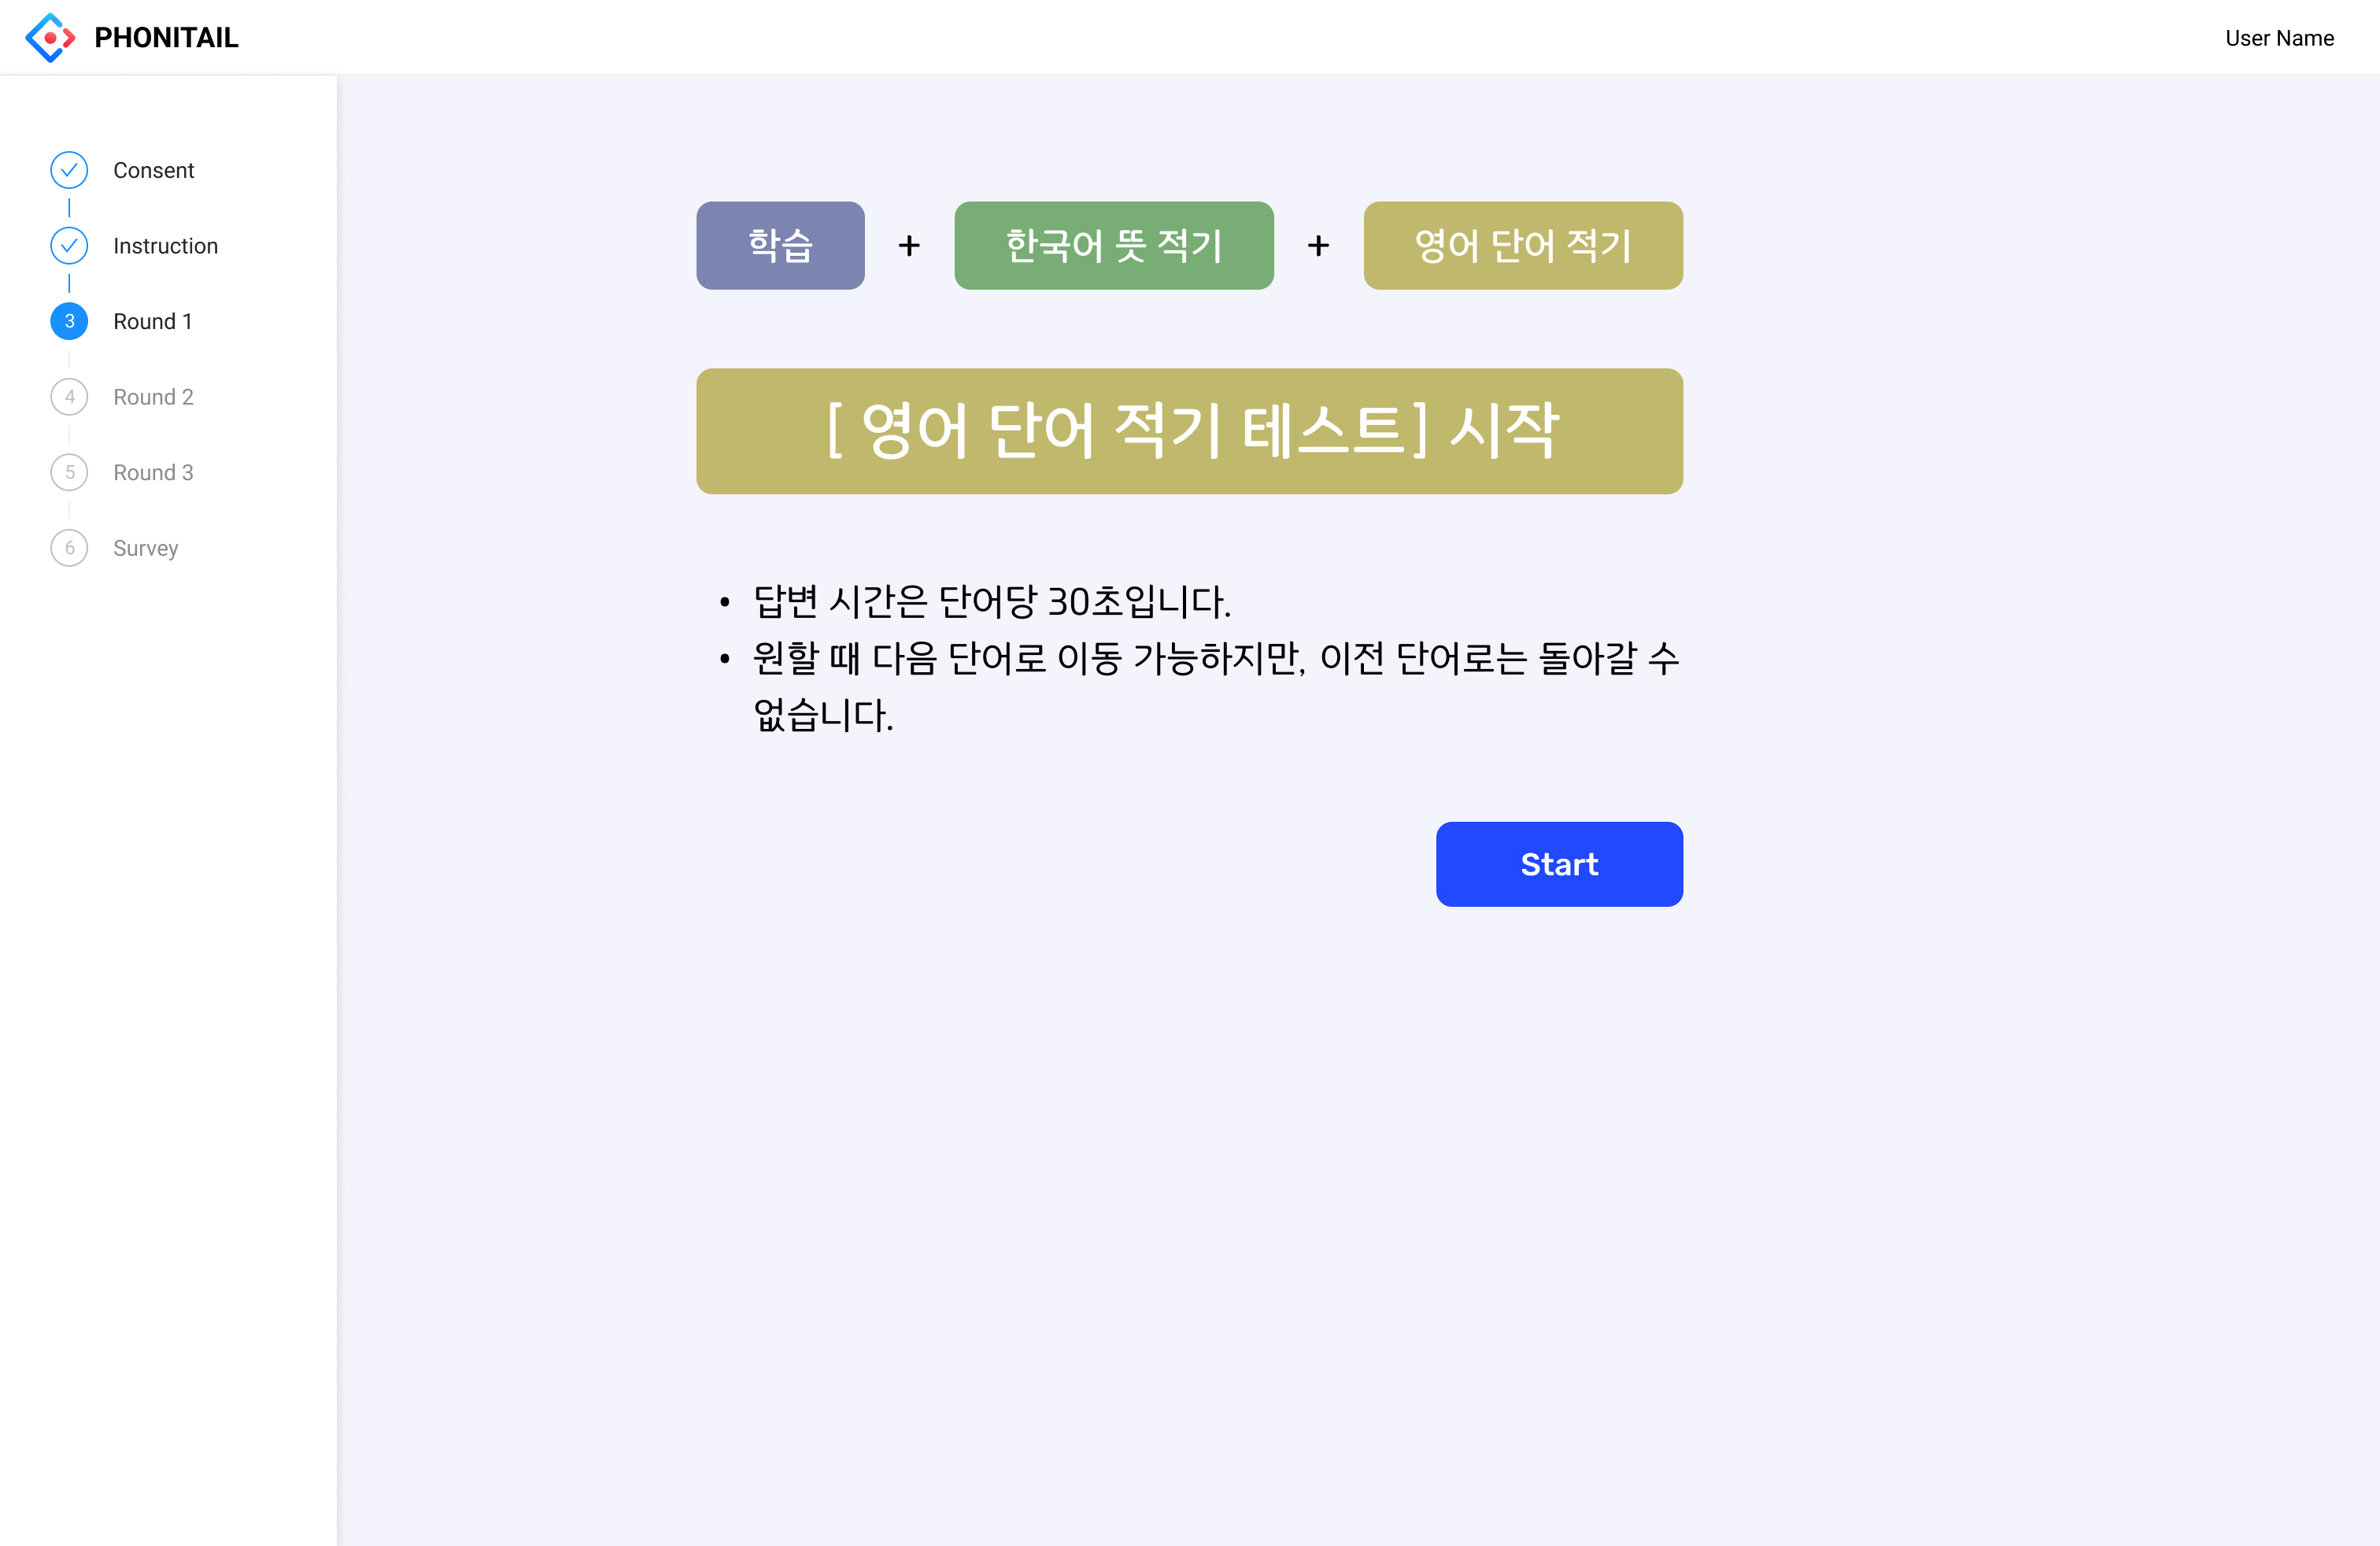 PHONITAIL
User Name
Consent
Instruction
3 Round 1
4 Round 2
5 Round 3
6 Survey
학습 + 한국어 뜻 적기 + 영어 단어 적기
[ 영어 단어 적기 테스트] 시작
• 답변 시간은 단어당 30초입니다.
• 원할 때 다음 단어로 이동 가능하지만, 이전 단어로는 돌아갈 수
없습니다.
Start